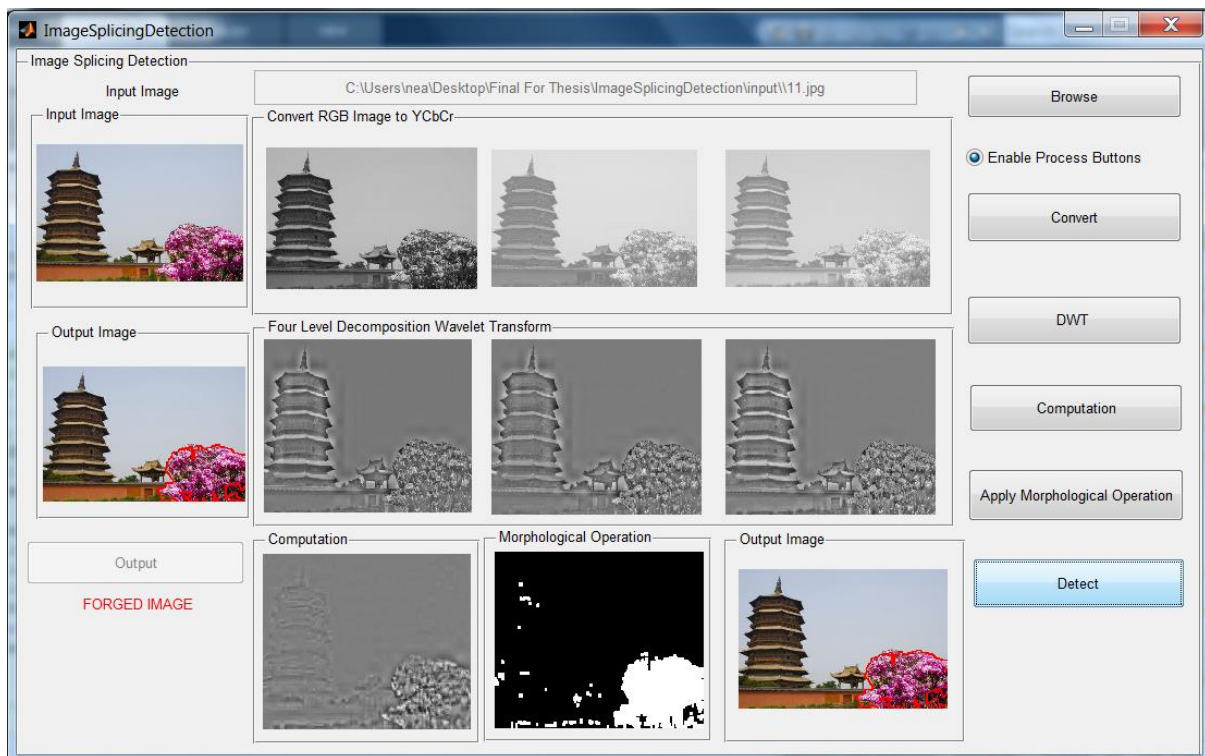 ImageSplicingDetection
Image Splicing Detection
Input Image
C:\Users\nea\Desktop\Final For Thesis\ImageSplicingDetection\input\\11.jpg
Browse
Input Image
Convert RGB Image to YCbCr
Enable Process Buttons
Convert
Output Image
Four Level Decomposition Wavelet Transform
DWT
Computation
Apply Morphological Operation
Output
FORGED IMAGE
Computation
Morphological Operation
Output Image
Detect